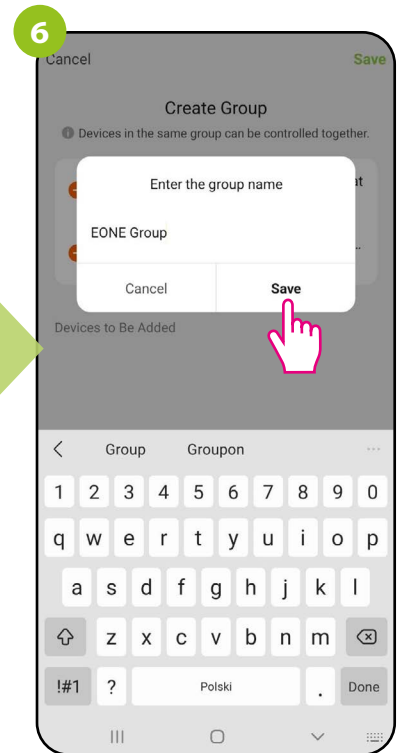 6
Cancel Save
Create Group
Devices in the same group can be controlled together.
Enter the group name
EONE Group
Cancel Save
Devices to Be Added
Group Groupon ...
1 2 3 4 5 6 7 8 9 0
q w e r t y u i o p
a s d f g h j k l
z x c v b n m
!#1 ? Polski . Done